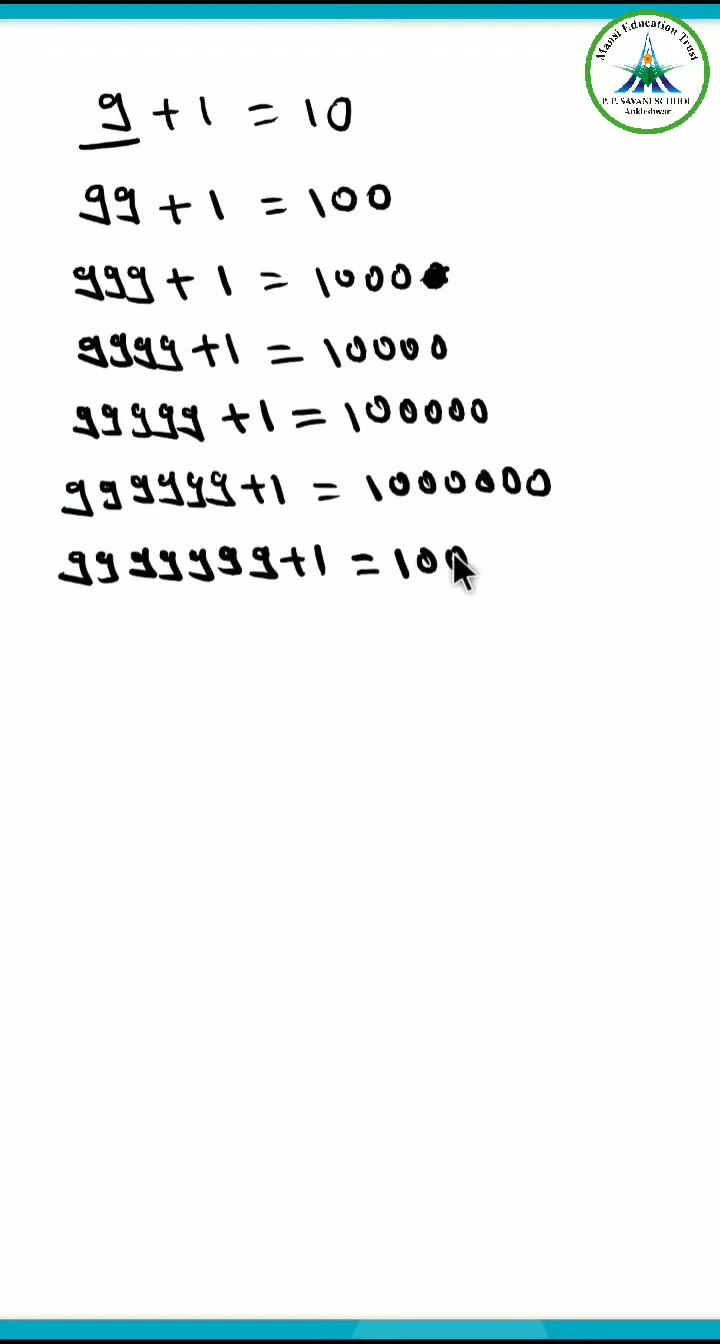 Mansi Education Trust
P. P. SAVANI SCHOOL
Ankleshwar
9 + 1 = 10
99 + 1 = 100
999 + 1 = 1000
9999 + 1 = 10000
99999 + 1 = 100000
999999 + 1 = 1000000
9999999 + 1 = 100